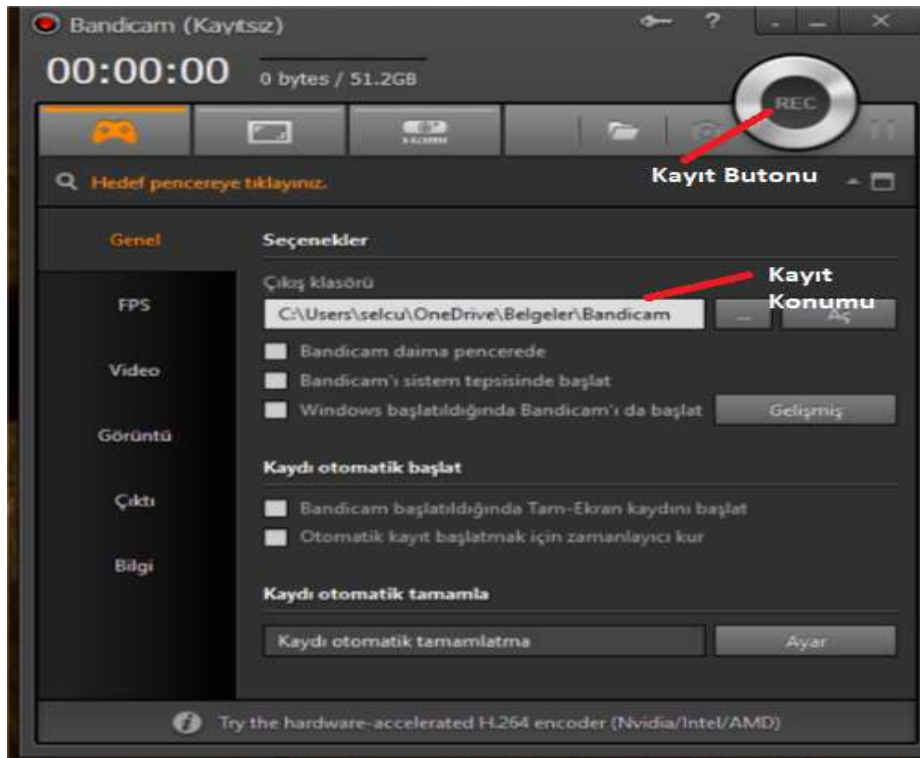 Bandicam (Kayıtsız)
?
00:00:00 0 bytes / 51.2GB
REC
Kayıt Butonu
Hedef pencereye tıklayınız.
Genel
FPS
Video
Görüntü
Çıktı
Bilgi
Seçenekler
Çıkış klasörü
Kayıt
Konumu
C:\Users\selcu\OneDrive\Belgeler\Bandicam ... Aç
Bandicam daima pencerede
Bandicam'ı sistem tepsisinde başlat
Windows başlatıldığında Bandicam'ı da başlat Gelişmiş
Kaydı otomatik başlat
Bandicam başlatıldığında Tam-Ekran kaydını başlat
Otomatik kayıt başlatmak için zamanlayıcı kur
Kaydı otomatik tamamla
Kaydı otomatik tamamlatma Ayar
Try the hardware-accelerated H.264 encoder (Nvidia/Intel/AMD)